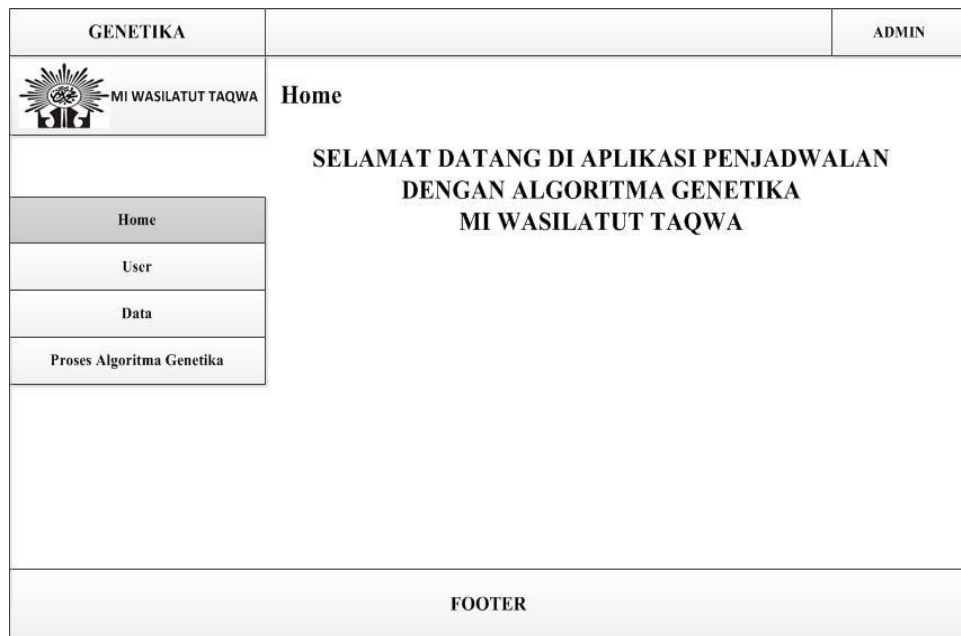 GENETIKA
ADMIN
MI WASILATUT TAQWA
Home
SELAMAT DATANG DI APLIKASI PENJADWALAN
DENGAN ALGORITMA GENETIKA
MI WASILATUT TAQWA
Home
User
Data
Proses Algoritma Genetika
FOOTER